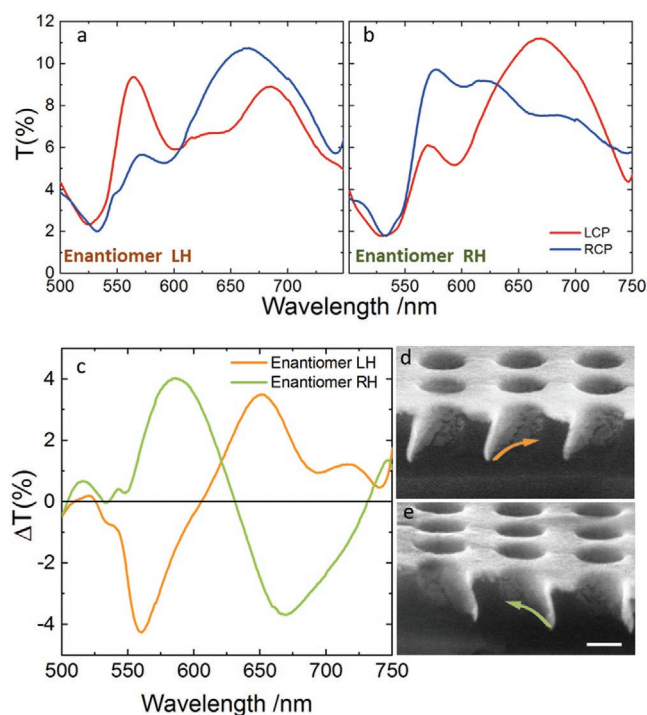 a
b
12
10
8
6
4
2
0
T(%)
Enantiomer LH
Enantiomer RH
LCP
RCP
500 550 600 650 700
550 600 650 700 750
Wavelength /nm
c
d
e
Enantiomer LH
Enantiomer RH
4
2
0
-2
-4
ΔT(%)
500 550 600 650 700 750
Wavelength /nm